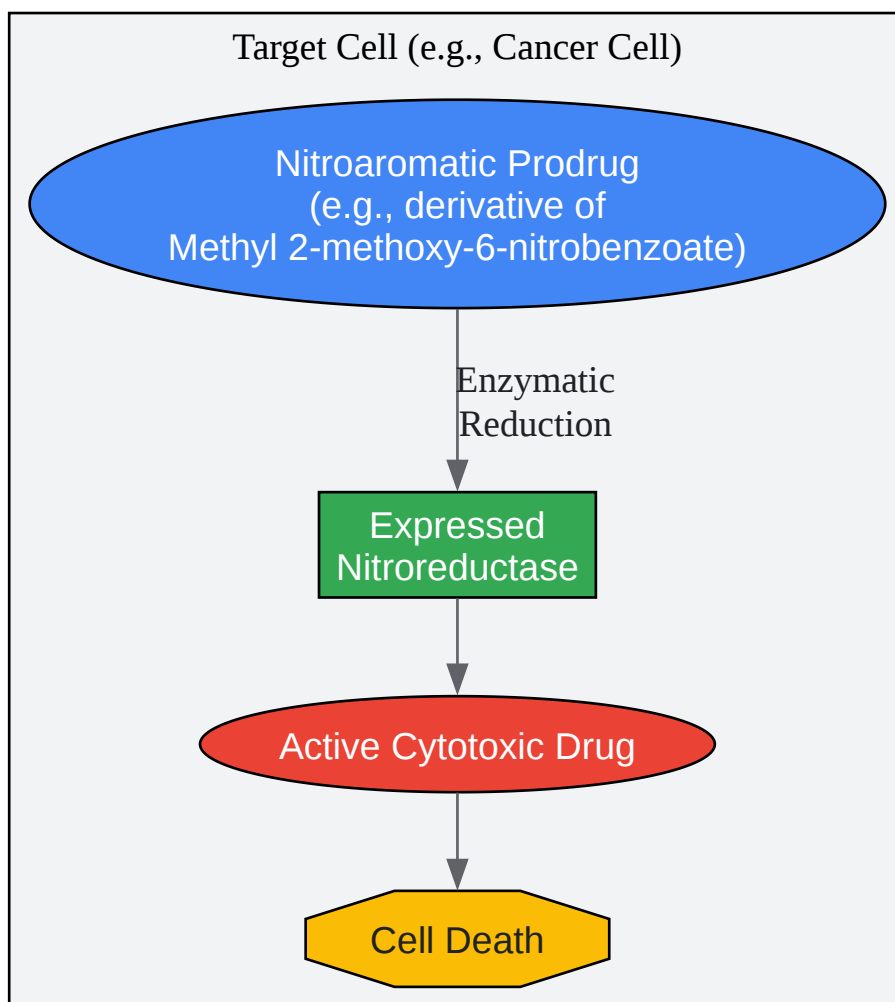 Target Cell (e.g., Cancer Cell)
Nitroaromatic Prodrug
(e.g., derivative of
Methyl 2-methoxy-6-nitrobenzoate)
Enzymatic
Reduction
Expressed
Nitroreductase
Active Cytotoxic Drug
Cell Death